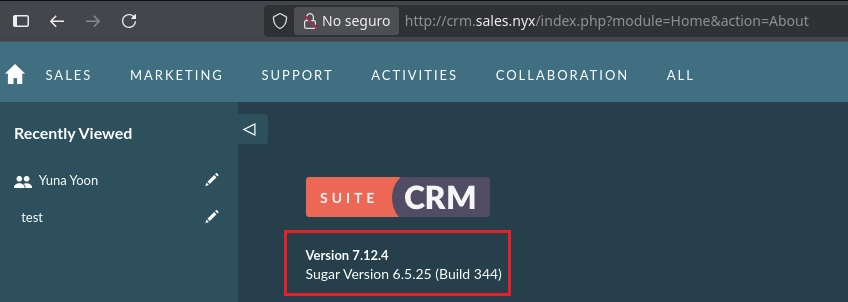 No seguro http://crm.sales.nyx/index.php?module=Home&action=About
SALES MARKETING SUPPORT ACTIVITIES COLLABORATION ALL
Recently Viewed
Yuna Yoon
test
SUITE CRM
Version 7.12.4
Sugar Version 6.5.25 (Build 344)